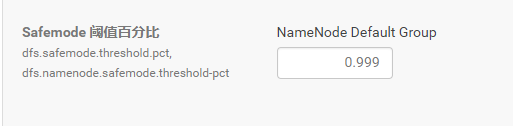 Safemode 阈值百分比
NameNode Default Group
dfs.safemode.threshold.pct,
dfs.namenode.safemode.threshold-pct
0.999